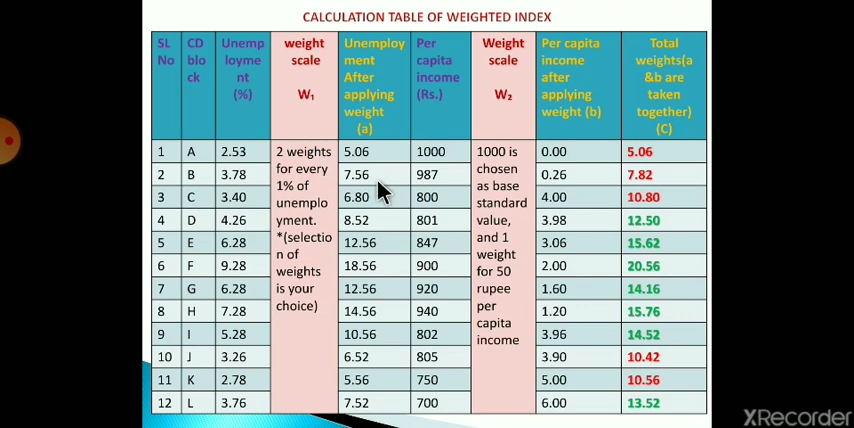 CALCULATION TABLE OF WEIGHTED INDEX
SL No CD blo ck Unemp loyme nt (%) weight scale W₁ Unemploy ment After applying weight (a) Per capita income (Rs.) Weight scale W₂ Per capita income after applying weight (b) Total weights(a &b are taken together) (C)
2 weights for every 1% of unemplo yment. *(selectio n of weights is your choice)
1000 is chosen as base standard value, and 1 weight for 50 rupee per capita income
1 A 2.53 5.06 1000 0.00 5.06
2 B 3.78 7.56 987 0.26 7.82
3 C 3.40 6.80 800 4.00 10.80
4 D 4.26 8.52 801 3.98 12.50
5 E 6.28 12.56 847 3.06 15.62
6 F 9.28 18.56 900 2.00 20.56
7 G 6.28 12.56 920 1.60 14.16
8 H 7.28 14.56 940 1.20 15.76
9 I 5.28 10.56 802 3.96 14.52
10 J 3.26 6.52 805 3.90 10.42
11 K 2.78 5.56 750 5.00 10.56
12 L 3.76 7.52 700 6.00 13.52
XRecorder